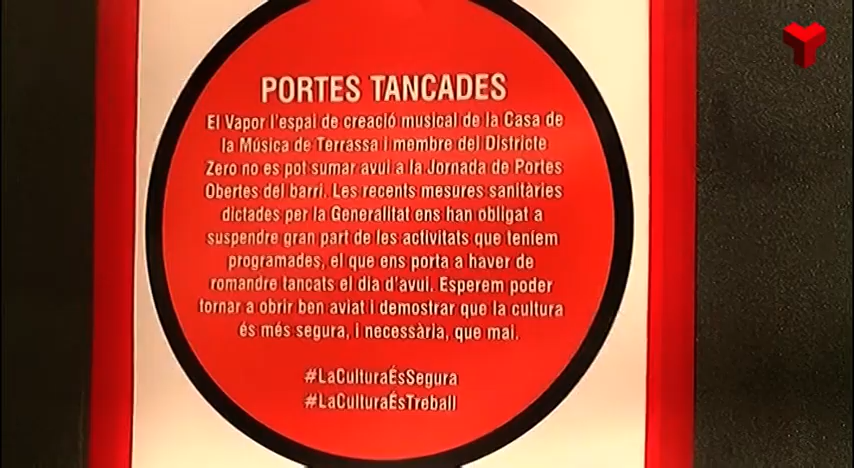 PORTES TANCADES
El Vapor l'espai de creació musical de la Casa de
la Música de Terrassa i membre del Districte
Zero no es pot sumar avui a la Jornada de Portes
Obertes del barri. Les recents mesures sanitàries
dictades per la Generalitat ens han obligat a
suspendre gran part de les activitats que teníem
programades, el que ens porta a haver de
romandre tancats el dia d'avui. Esperem poder
tornar a obrir ben aviat i demostrar que la cultura
és més segura, i necessària, que mai.
#LaCulturaÉsSegura
#LaCulturaÉsTreball